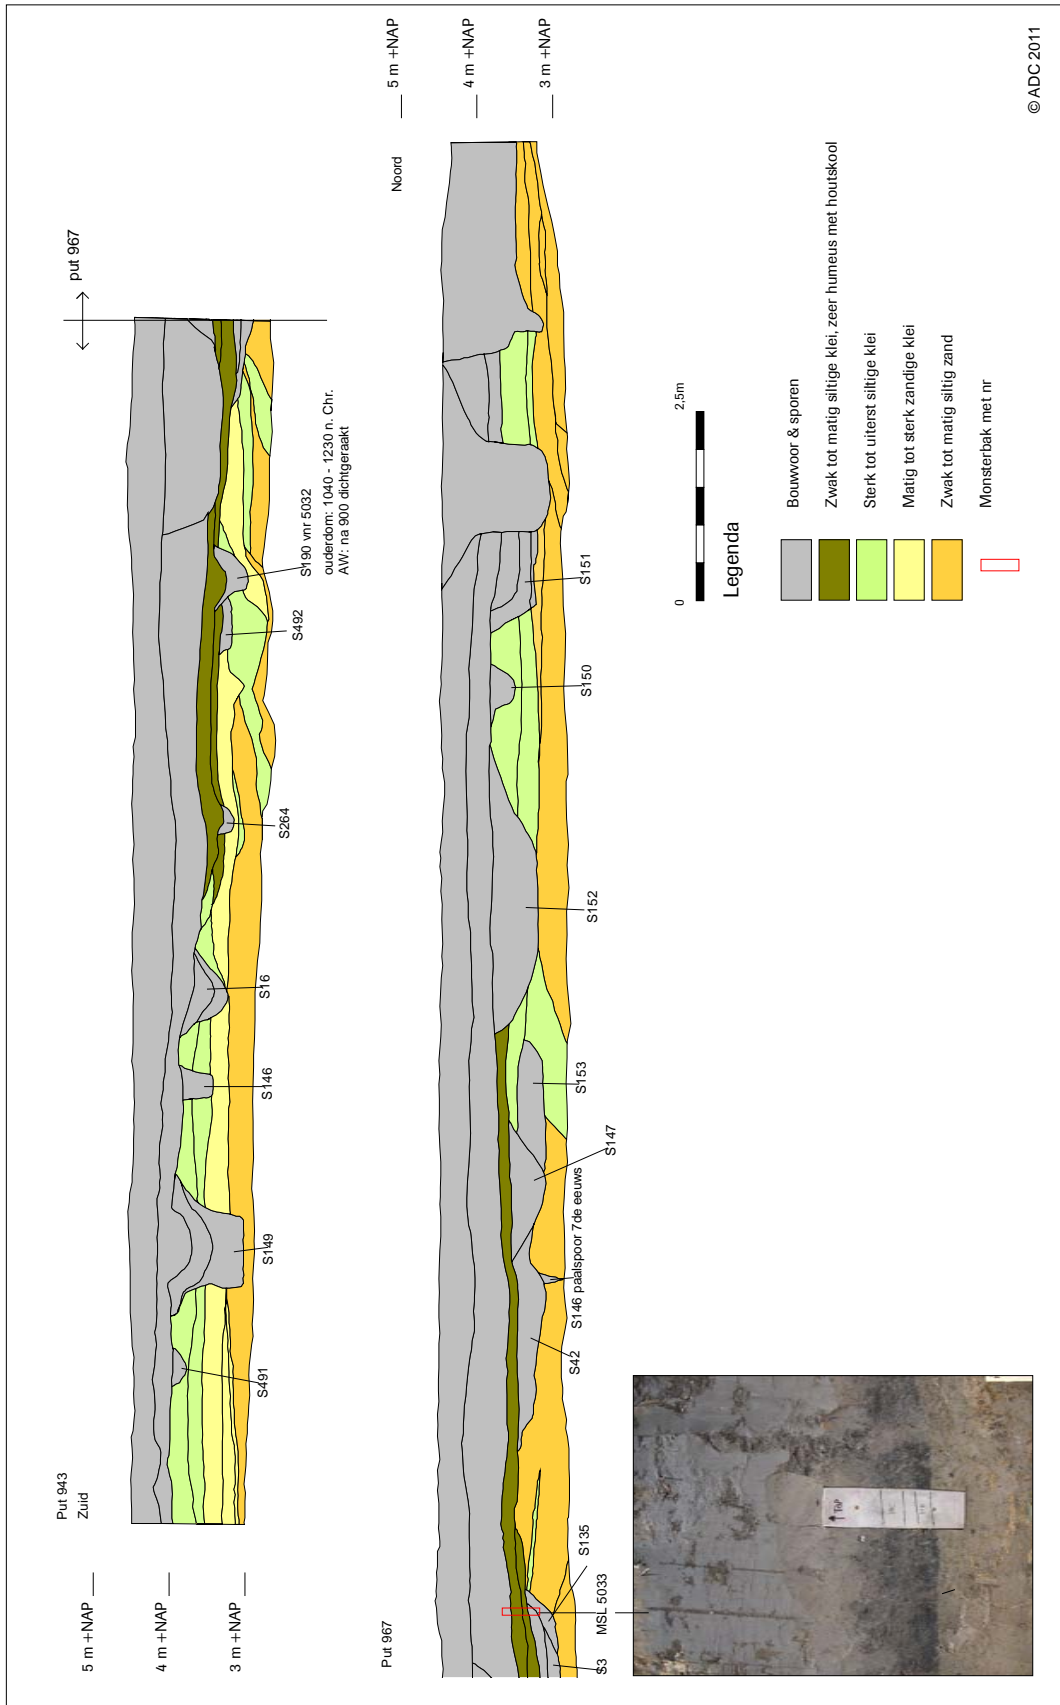 Put 943
Zuid
5 m +NAP
4 m +NAP
3 m +NAP
S491
S149
S146
S16
S264
S492
S190 vnr 5032
ouderdom: 1040 - 1230 n. Chr.
AW: na 900 dichtgeraakt
put 967
Put 967
Noord
5 m +NAP
4 m +NAP
3 m +NAP
S3
MSL 5033
S135
S42
S146 paalspoor 7de eeuws
S147
S153
S152
S150
S151
TOP
0
2,5m
Legenda
Bouwvoor & sporen
Zwak tot matig siltige klei, zeer humeus met houtskool
Sterk tot uiterst siltige klei
Matig tot sterk zandige klei
Zwak tot matig siltig zand
Monsterbak met nr
© ADC 2011